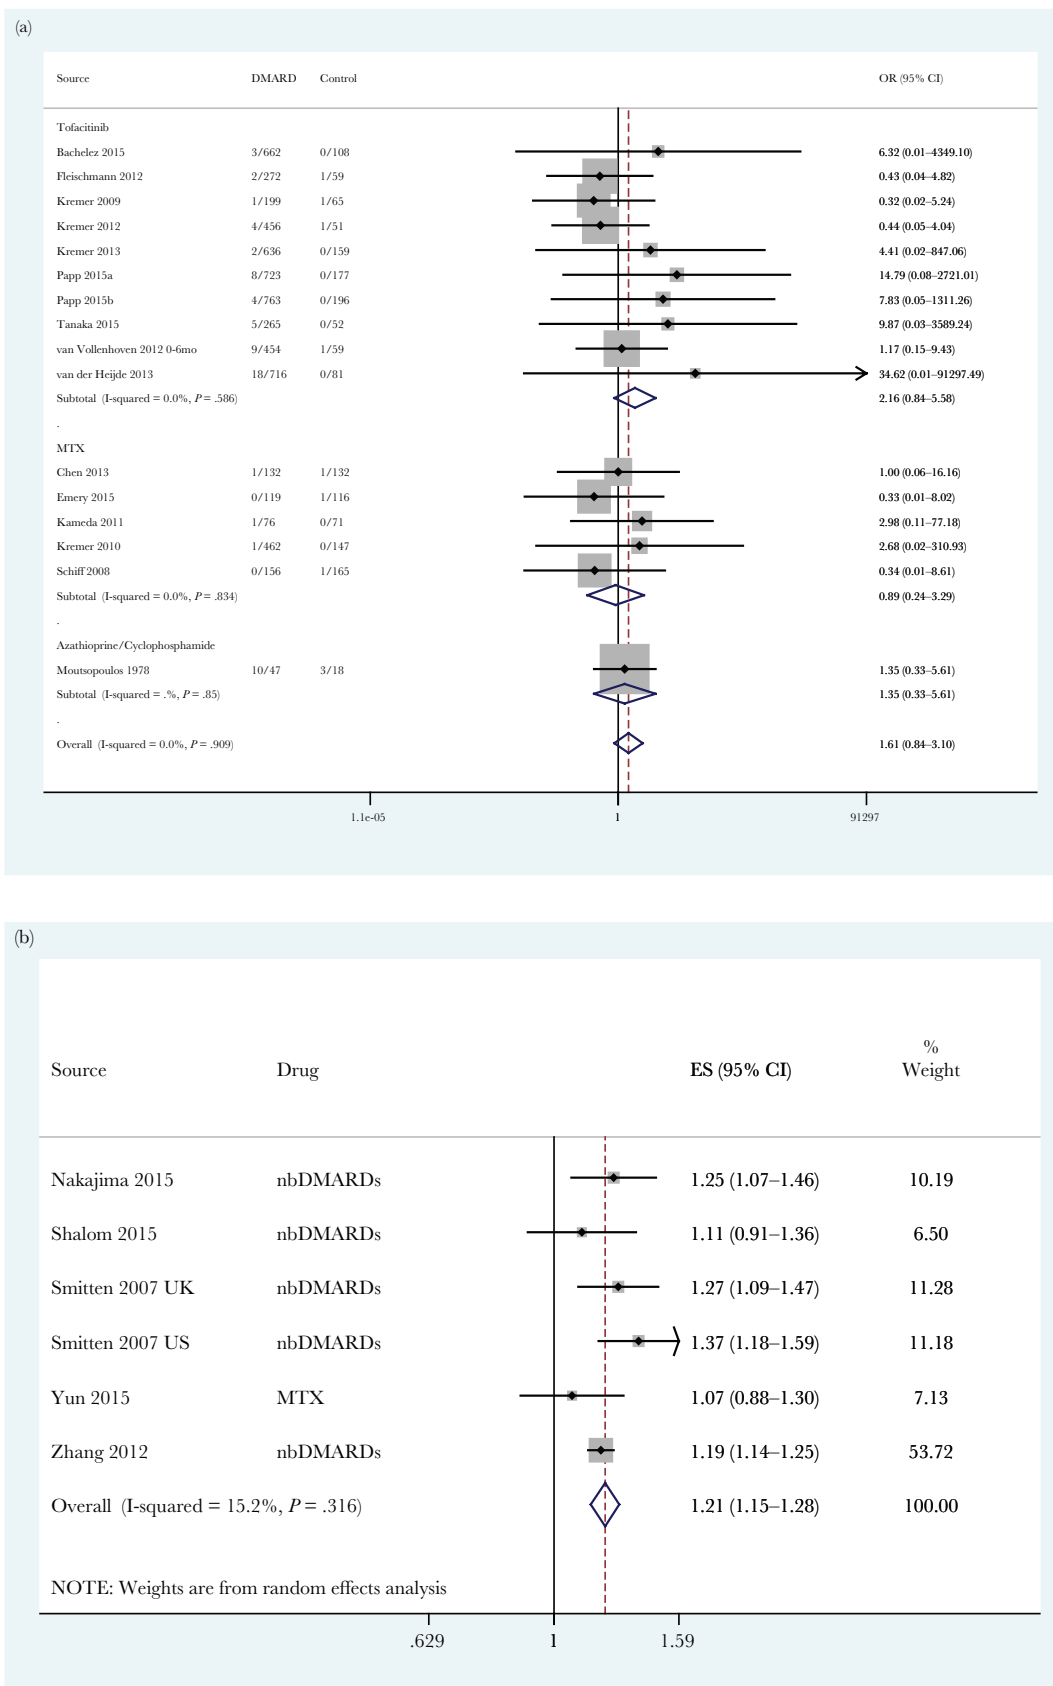 (a)
Source DMARD Control OR (95% CI)
Tofacitinib
Bachelez 2015 3/662 0/108 6.32 (0.01–4349.10)
Fleischmann 2012 2/272 1/59 0.43 (0.04–4.82)
Kremer 2009 1/199 1/65 0.32 (0.02–5.24)
Kremer 2012 4/456 1/51 0.44 (0.05–4.04)
Kremer 2013 2/636 0/159 4.41 (0.02–847.06)
Papp 2015a 8/723 0/177 14.79 (0.08–2721.01)
Papp 2015b 4/763 0/196 7.83 (0.05–1311.26)
Tanaka 2015 5/265 0/52 9.87 (0.03–3589.24)
van Vollenhoven 2012 0-6mo 9/454 1/59 1.17 (0.15–9.43)
van der Heijde 2013 18/716 0/81 34.62 (0.01–91297.49)
Subtotal (I-squared = 0.0%, P = .586) 2.16 (0.84–5.58)
.
MTX
Chen 2013 1/132 1/132 1.00 (0.06–16.16)
Emery 2015 0/119 1/116 0.33 (0.01–8.02)
Kameda 2011 1/76 0/71 2.98 (0.11–77.18)
Kremer 2010 1/462 0/147 2.68 (0.02–310.93)
Schiff 2008 0/156 1/165 0.34 (0.01–8.61)
Subtotal (I-squared = 0.0%, P = .834) 0.89 (0.24–3.29)
.
Azathioprine/Cyclophosphamide
Moutsopoulos 1978 10/47 3/18 1.35 (0.33–5.61)
Subtotal (I-squared = .%, P = .85) 1.35 (0.33–5.61)
.
Overall (I-squared = 0.0%, P = .909) 1.61 (0.84–3.10)
1.1e-05 1 91297
(b)
%
Source Drug ES (95% CI) Weight
Nakajima 2015 nbDMARDs 1.25 (1.07–1.46) 10.19
Shalom 2015 nbDMARDs 1.11 (0.91–1.36) 6.50
Smitten 2007 UK nbDMARDs 1.27 (1.09–1.47) 11.28
Smitten 2007 US nbDMARDs 1.37 (1.18–1.59) 11.18
Yun 2015 MTX 1.07 (0.88–1.30) 7.13
Zhang 2012 nbDMARDs 1.19 (1.14–1.25) 53.72
Overall (I-squared = 15.2%, P = .316) 1.21 (1.15–1.28) 100.00
NOTE: Weights are from random effects analysis
.629 1 1.59